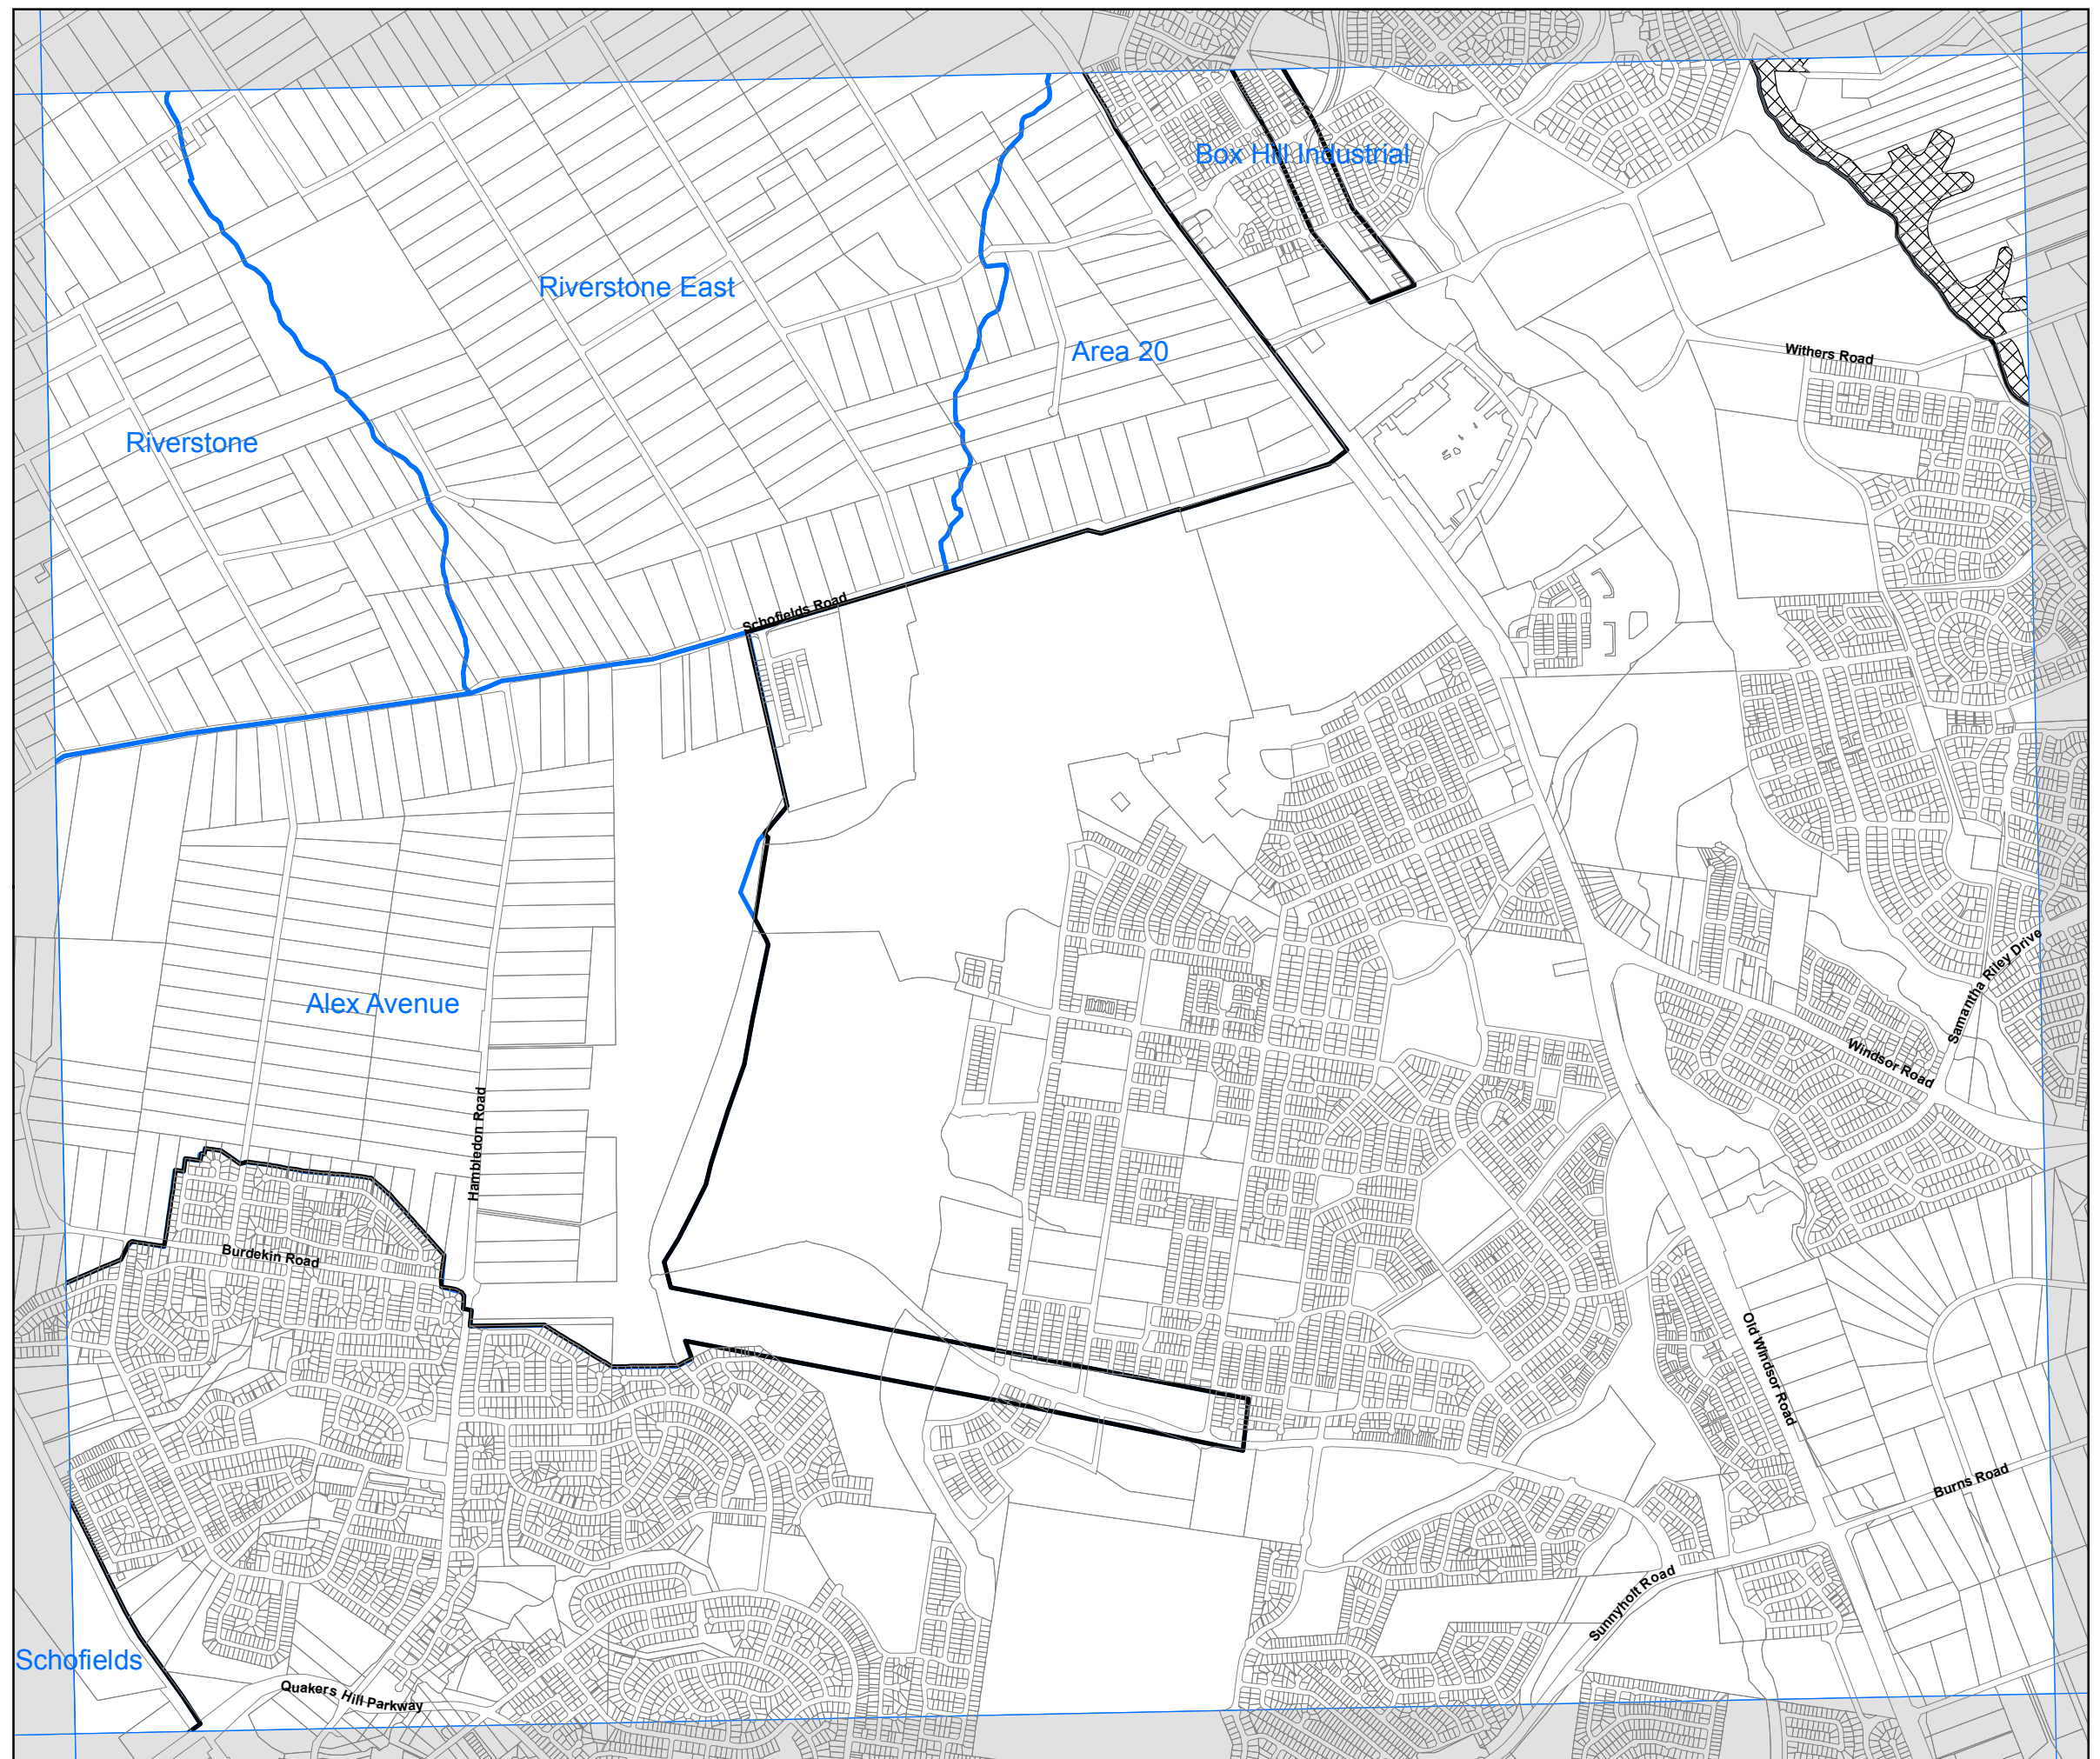 Box Hill Industrial
Riverstone East
Area 20
Withers Road
Riverstone
Schofields Road
Samantha Riley Drive
Alex Avenue
Windsor Road
Hambledon Road
Burdekin Road
Old Windsor Road
Burns Road
Sunnyholt Road
Schofields
Quakers Hill Parkway